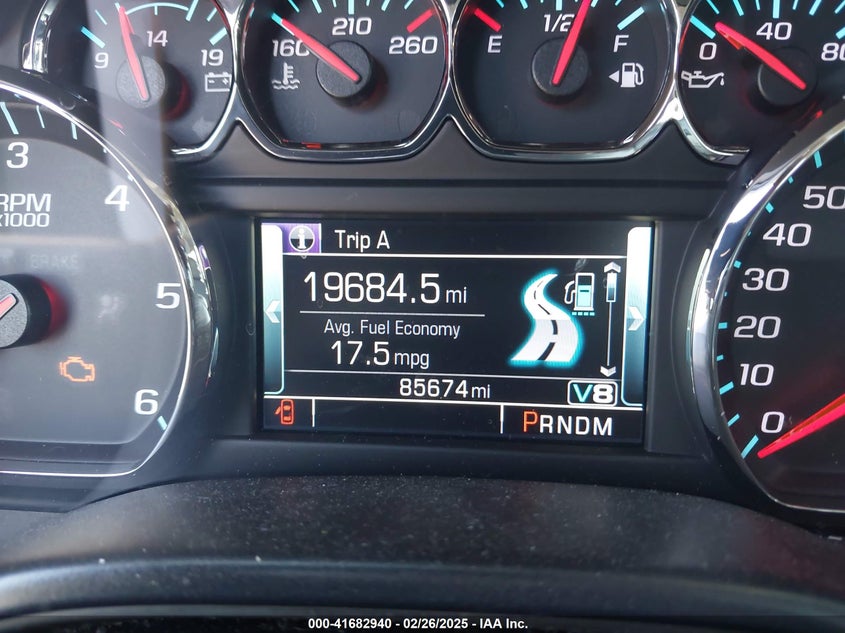 9 14 19
160 210 260
E 1/2 F
0 40 80
3
4
5
6
RPM
x1000
BRAKE
Trip A
19684.5 mi
Avg. Fuel Economy
17.5 mpg
85674 mi
V8
PRNDM
50
40
30
20
10
0
000-41682940 - 02/26/2025 - IAA Inc.